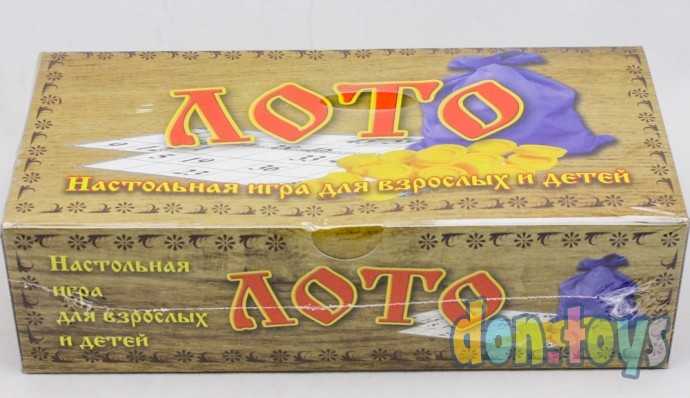 ЛОТО
Настольная игра для взрослых и детей
Настольная
игра
для взрослых
и детей
ЛОТО
don.toys